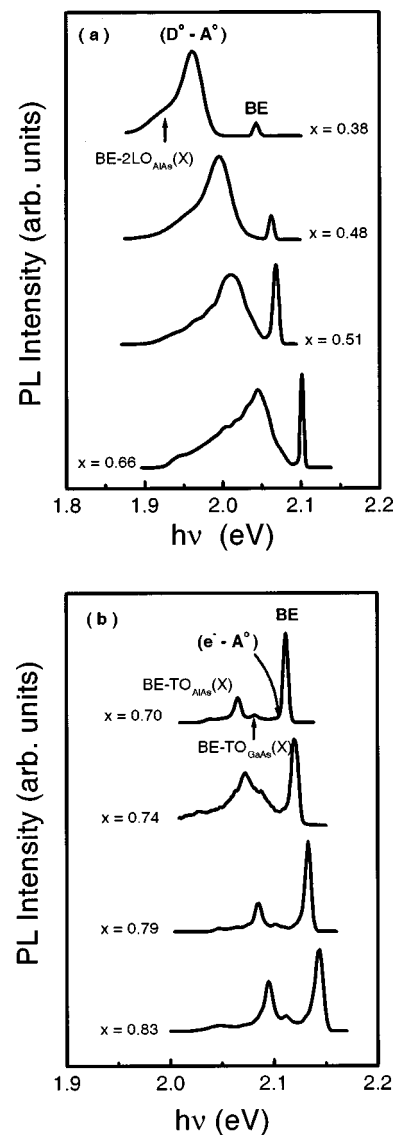 (a)
(D° - A°)
BE
x = 0.38
BE-2LO_AlAs(X)
x = 0.48
x = 0.51
x = 0.66
PL Intensity (arb. units)
1.8 1.9 2.0 2.1 2.2
hν (eV)
(b)
BE
(e⁻ - A°)
BE-TO_AlAs(X)
x = 0.70
BE-TO_GaAs(X)
x = 0.74
x = 0.79
x = 0.83
PL Intensity (arb. units)
1.9 2.0 2.1 2.2
hν (eV)